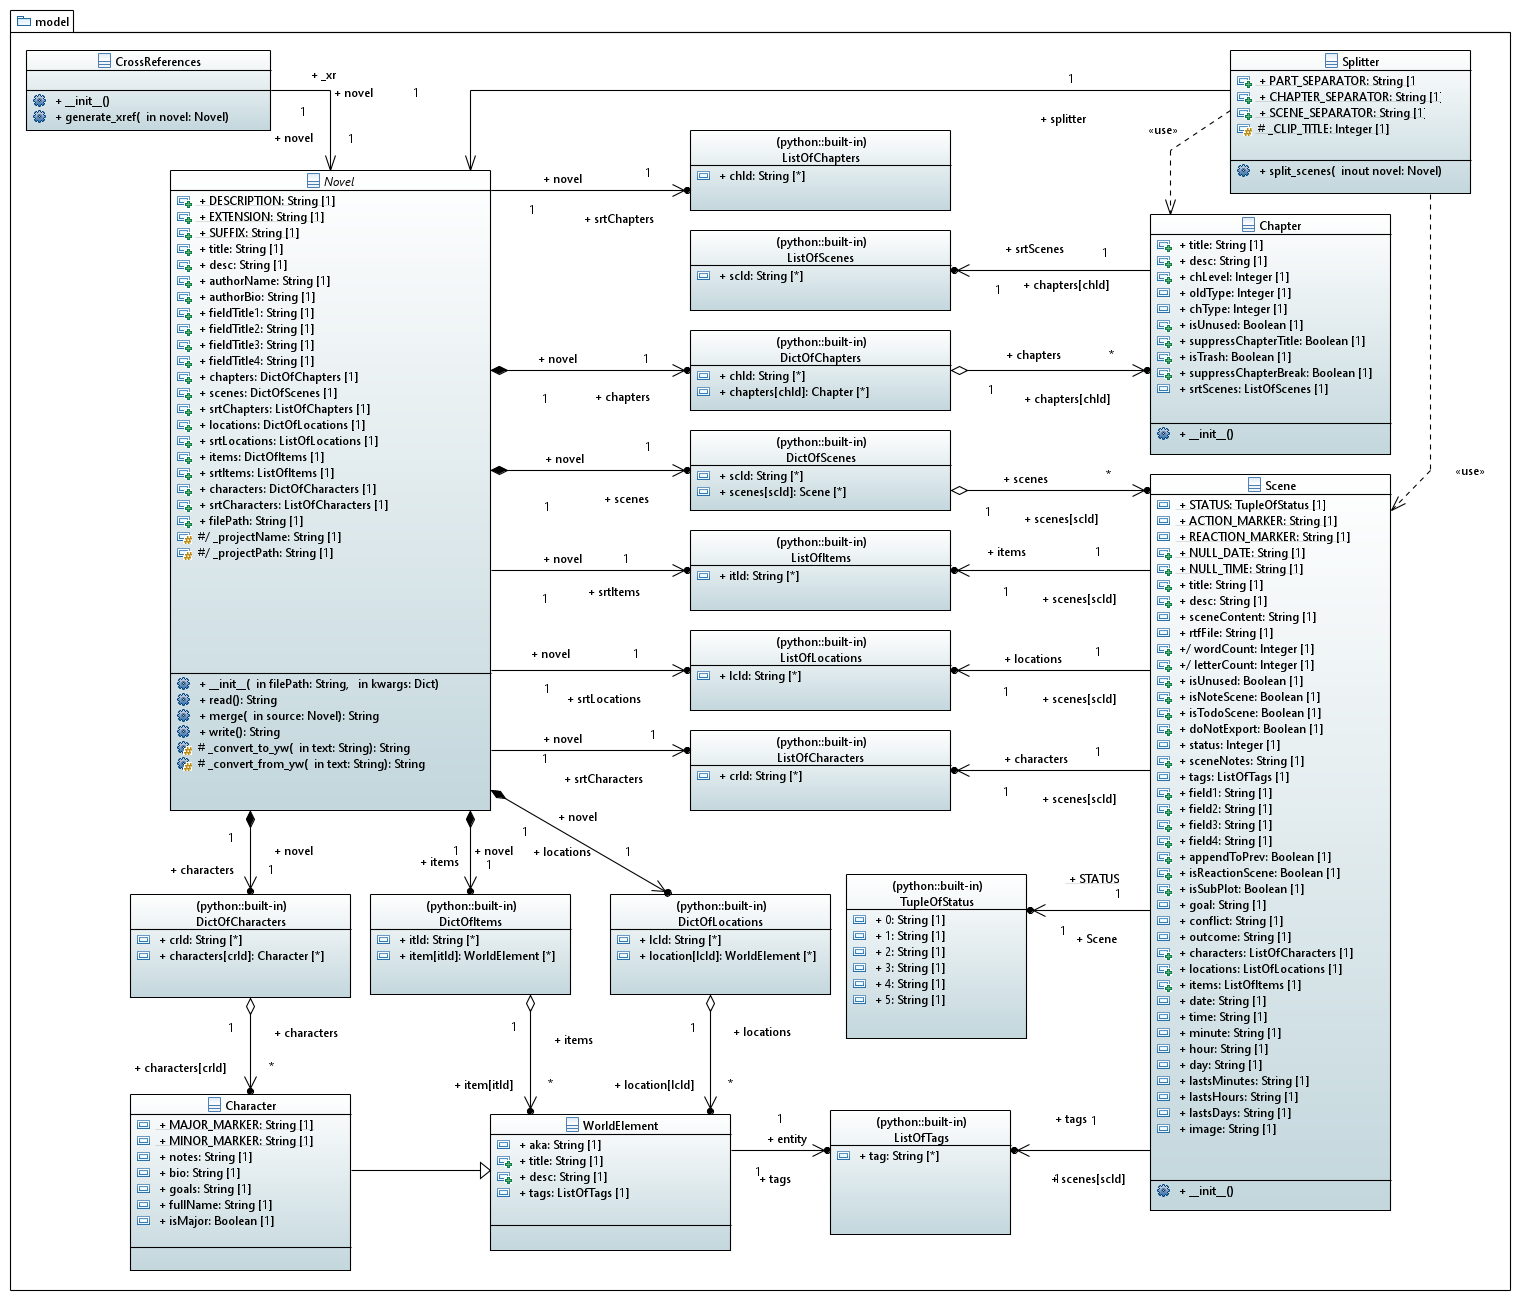 model
CrossReferences
+ __init__()
+ generate_xref(  in novel: Novel)
+ _xr
+ novel
1
1
+ novel
1
1
+ splitter
Splitter
+ PART_SEPARATOR: String [1
+ CHAPTER_SEPARATOR: String [1]
+ SCENE_SEPARATOR: String [1]
# _CLIP_TITLE: Integer [1]
+ split_scenes(  inout novel: Novel)
«use»
«use»
Novel
+ DESCRIPTION: String [1]
+ EXTENSION: String [1]
+ SUFFIX: String [1]
+ title: String [1]
+ desc: String [1]
+ authorName: String [1]
+ authorBio: String [1]
+ fieldTitle1: String [1]
+ fieldTitle2: String [1]
+ fieldTitle3: String [1]
+ fieldTitle4: String [1]
+ chapters: DictOfChapters [1]
+ scenes: DictOfScenes [1]
+ srtChapters: ListOfChapters [1]
+ locations: DictOfLocations [1]
+ srtLocations: ListOfLocations [1]
+ items: DictOfItems [1]
+ srtItems: ListOfItems [1]
+ characters: DictOfCharacters [1]
+ srtCharacters: ListOfCharacters [1]
+ filePath: String [1]
#/ _projectName: String [1]
#/ _projectPath: String [1]
+ __init__(  in filePath: String,   in kwargs: Dict)
+ read(): String
+ merge(  in source: Novel): String
+ write(): String
# _convert_to_yw(  in text: String): String
# _convert_from_yw(  in text: String): String
+ novel
1
1
+ srtChapters
(python::built-in)
ListOfChapters
+ chId: String [*]
(python::built-in)
ListOfScenes
+ scId: String [*]
+ srtScenes
1
1
+ chapters[chId]
+ novel
1
1
+ chapters
(python::built-in)
DictOfChapters
+ chId: String [*]
+ chapters[chId]: Chapter [*]
+ chapters
*
1
+ chapters[chId]
Chapter
+ title: String [1]
+ desc: String [1]
+ chLevel: Integer [1]
+ oldType: Integer [1]
+ chType: Integer [1]
+ isUnused: Boolean [1]
+ suppressChapterTitle: Boolean [1]
+ isTrash: Boolean [1]
+ suppressChapterBreak: Boolean [1]
+ srtScenes: ListOfScenes [1]
+ __init__()
+ novel
1
1
+ scenes
(python::built-in)
DictOfScenes
+ scId: String [*]
+ scenes[scId]: Scene [*]
+ scenes
*
1
+ scenes[scId]
+ novel
1
1
+ srtItems
(python::built-in)
ListOfItems
+ itId: String [*]
+ items
1
1
+ scenes[scId]
+ novel
1
1
+ srtLocations
(python::built-in)
ListOfLocations
+ lcId: String [*]
+ locations
1
1
+ scenes[scId]
+ novel
1
1
+ srtCharacters
(python::built-in)
ListOfCharacters
+ crId: String [*]
+ characters
1
1
+ scenes[scId]
Scene
+ STATUS: TupleOfStatus [1]
+ ACTION_MARKER: String [1]
+ REACTION_MARKER: String [1]
+ NULL_DATE: String [1]
+ NULL_TIME: String [1]
+ title: String [1]
+ desc: String [1]
+ sceneContent: String [1]
+ rtfFile: String [1]
+/ wordCount: Integer [1]
+/ letterCount: Integer [1]
+ isUnused: Boolean [1]
+ isNoteScene: Boolean [1]
+ isTodoScene: Boolean [1]
+ doNotExport: Boolean [1]
+ status: Integer [1]
+ sceneNotes: String [1]
+ tags: ListOfTags [1]
+ field1: String [1]
+ field2: String [1]
+ field3: String [1]
+ field4: String [1]
+ appendToPrev: Boolean [1]
+ isReactionScene: Boolean [1]
+ isSubPlot: Boolean [1]
+ goal: String [1]
+ conflict: String [1]
+ outcome: String [1]
+ characters: ListOfCharacters [1]
+ locations: ListOfLocations [1]
+ items: ListOfItems [1]
+ date: String [1]
+ time: String [1]
+ minute: String [1]
+ hour: String [1]
+ day: String [1]
+ lastsMinutes: String [1]
+ lastsHours: String [1]
+ lastsDays: String [1]
+ image: String [1]
+ __init__()
1
+ novel
+ characters
1
1
+ novel
+ items
1
+ novel
1
+ locations
1
(python::built-in)
DictOfCharacters
+ crId: String [*]
+ characters[crId]: Character [*]
(python::built-in)
DictOfItems
+ itId: String [*]
+ item[itId]: WorldElement [*]
(python::built-in)
DictOfLocations
+ lcId: String [*]
+ location[lcId]: WorldElement [*]
(python::built-in)
TupleOfStatus
+ 0: String [1]
+ 1: String [1]
+ 2: String [1]
+ 3: String [1]
+ 4: String [1]
+ 5: String [1]
+ STATUS
1
1
+ Scene
1
+ characters
+ characters[crId]
*
1
+ items
+ item[itId]
*
1
+ locations
+ location[lcId]
*
Character
+ MAJOR_MARKER: String [1]
+ MINOR_MARKER: String [1]
+ notes: String [1]
+ bio: String [1]
+ goals: String [1]
+ fullName: String [1]
+ isMajor: Boolean [1]
WorldElement
+ aka: String [1]
+ title: String [1]
+ desc: String [1]
+ tags: ListOfTags [1]
1
+ entity
1
+ tags
(python::built-in)
ListOfTags
+ tag: String [*]
+ tags
1
1
+ scenes[scId]